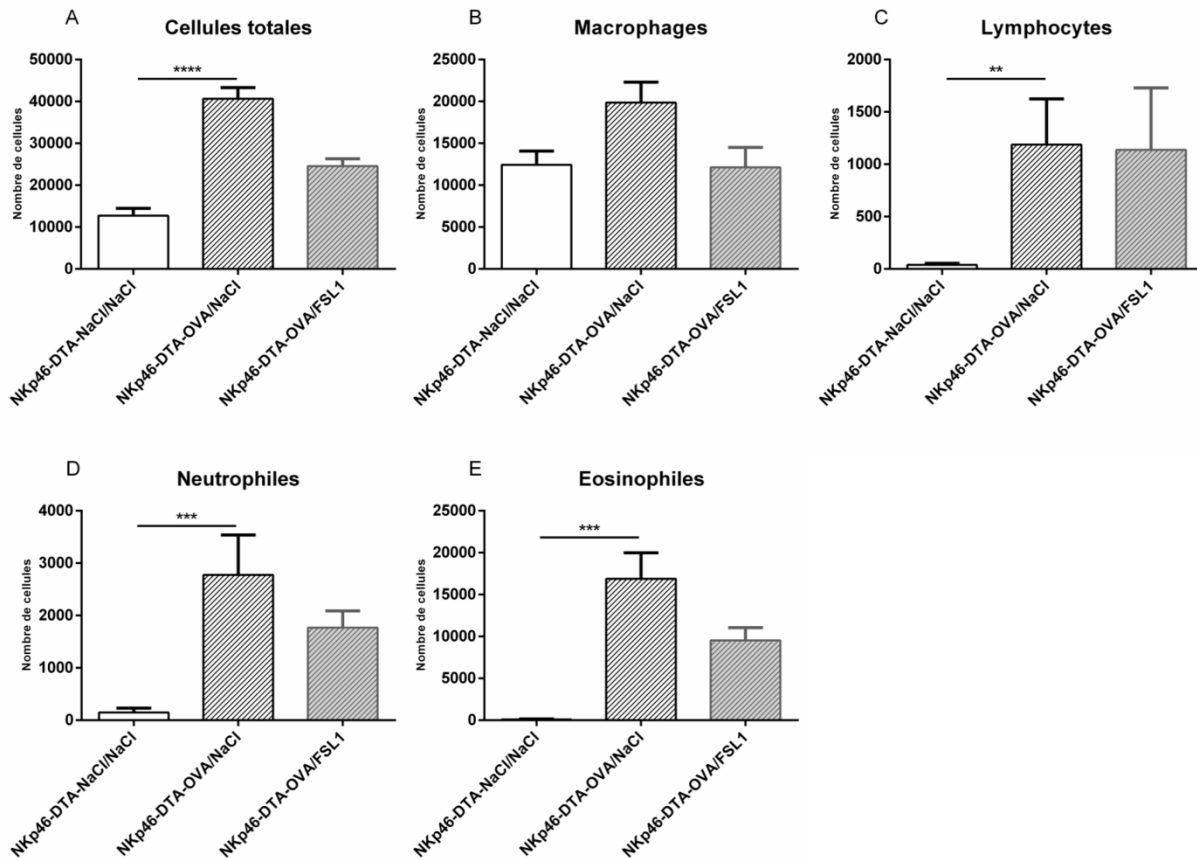 A
Cellules totales
Nombre de cellules
50000
40000
30000
20000
10000
0
****
NKp46-DTA-NaCl/NaCl
NKp46-DTA-OVA/NaCl
NKp46-DTA-OVA/FSL1
B
Macrophages
Nombre de cellules
25000
20000
15000
10000
5000
0
NKp46-DTA-NaCl/NaCl
NKp46-DTA-OVA/NaCl
NKp46-DTA-OVA/FSL1
C
Lymphocytes
Nombre de cellules
2000
1500
1000
500
0
**
NKp46-DTA-NaCl/NaCl
NKp46-DTA-OVA/NaCl
NKp46-DTA-OVA/FSL1
D
Neutrophiles
Nombre de cellules
4000
3000
2000
1000
0
***
NKp46-DTA-NaCl/NaCl
NKp46-DTA-OVA/NaCl
NKp46-DTA-OVA/FSL1
E
Eosinophiles
Nombre de cellules
25000
20000
15000
10000
5000
0
***
NKp46-DTA-NaCl/NaCl
NKp46-DTA-OVA/NaCl
NKp46-DTA-OVA/FSL1